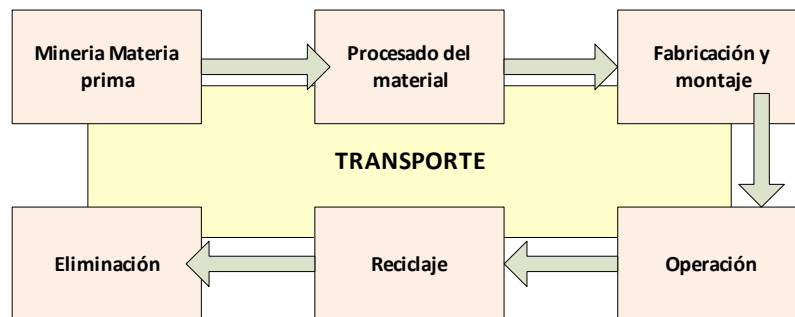 Mineria Materia
prima
Procesado del
material
Fabricación y
montaje
TRANSPORTE
Eliminación
Reciclaje
Operación